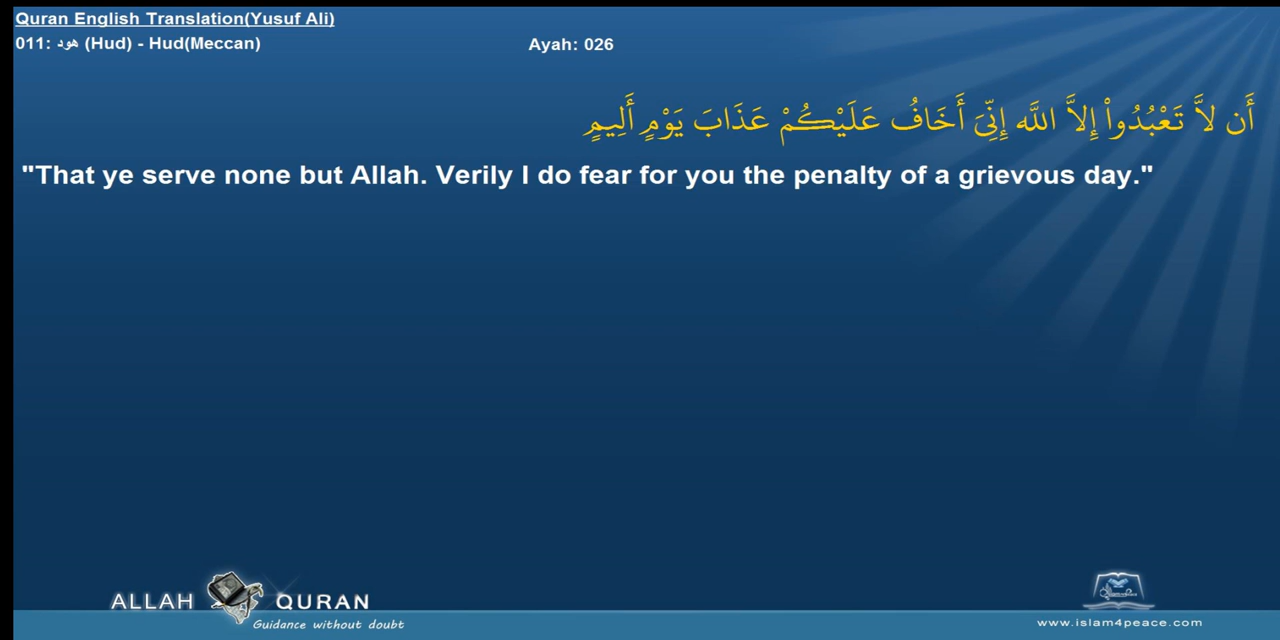 Quran English Translation(Yusuf Ali)
011: هود (Hud) - Hud(Meccan) Ayah: 026
أَن لاَّ تَعْبُدُواْ إِلاَّ اللَّه إِنِّيَ أَخَافُ عَلَيْكُمْ عَذَابَ يَوْمٍ أَلِيمٍ
"That ye serve none but Allah. Verily I do fear for you the penalty of a grievous day."
ALLAH QURAN
Guidance without doubt
www.islam4peace.com